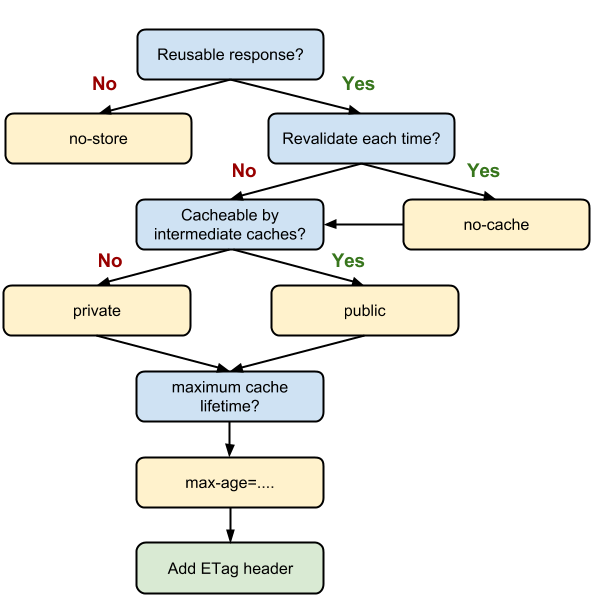 Reusable response?
No
Yes
no-store
Revalidate each time?
No
Yes
Cacheable by
intermediate caches?
no-cache
No
Yes
private
public
maximum cache
lifetime?
max-age=....
Add ETag header